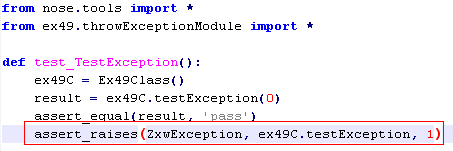 from nose.tools import *
from ex49.throwExceptionModule import *
def test_TestException():
    ex49C = Ex49Class()
    result = ex49C.testException(0)
    assert_equal(result, 'pass')
    assert_raises(ZxwException, ex49C.testException, 1)